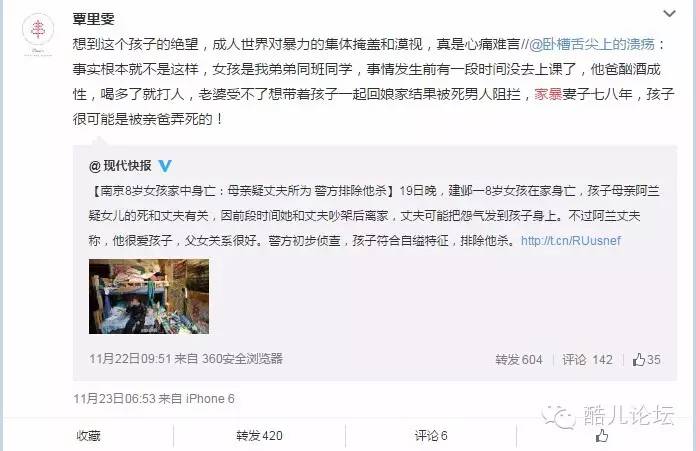 覃里雯
想到这个孩子的绝望，成人世界对暴力的集体掩盖和漠视，真是心痛难言//@卧槽舌尖上的溃疡：
事实根本就不是这样，女孩是我弟弟同班同学，事情发生前有一段时间没去上课了，他爸酗酒成
性，喝多了就打人，老婆受不了想带着孩子一起回娘家结果被死男人阻拦，家暴妻子七八年，孩子
很可能是被亲爸弄死的！
@现代快报
【南京8岁女孩家中身亡：母亲疑丈夫所为 警方排除他杀】19日晚，建邺一8岁女孩在家身亡，孩子母亲阿兰
疑女儿的死和丈夫有关，因前段时间她和丈夫吵架后离家，丈夫可能把怨气发到孩子身上。不过阿兰丈夫
称，他很爱孩子，父女关系很好。警方初步侦查，孩子符合自缢特征，排除他杀。http://t.cn/RUusnef
11月22日09:51 来自 360安全浏览器 转发 604 评论 142 35
11月23日 06:53 来自 iPhone 6
收藏 转发 420 评论 6
酷儿论坛